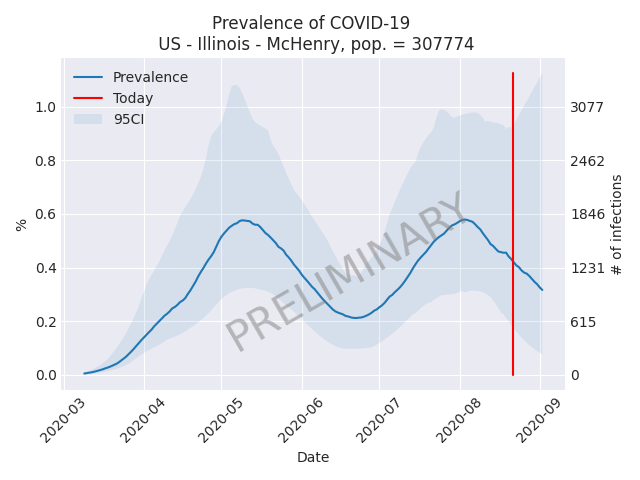 Prevalence of COVID-19
US - Illinois - McHenry, pop. = 307774
Prevalence
Today
95CI
1.0
0.8
0.6
0.4
0.2
0.0
%
3077
2462
1846
1231
615
0
# of infections
PRELIMINARY
2020-03
2020-04
2020-05
2020-06
2020-07
2020-08
2020-09
Date